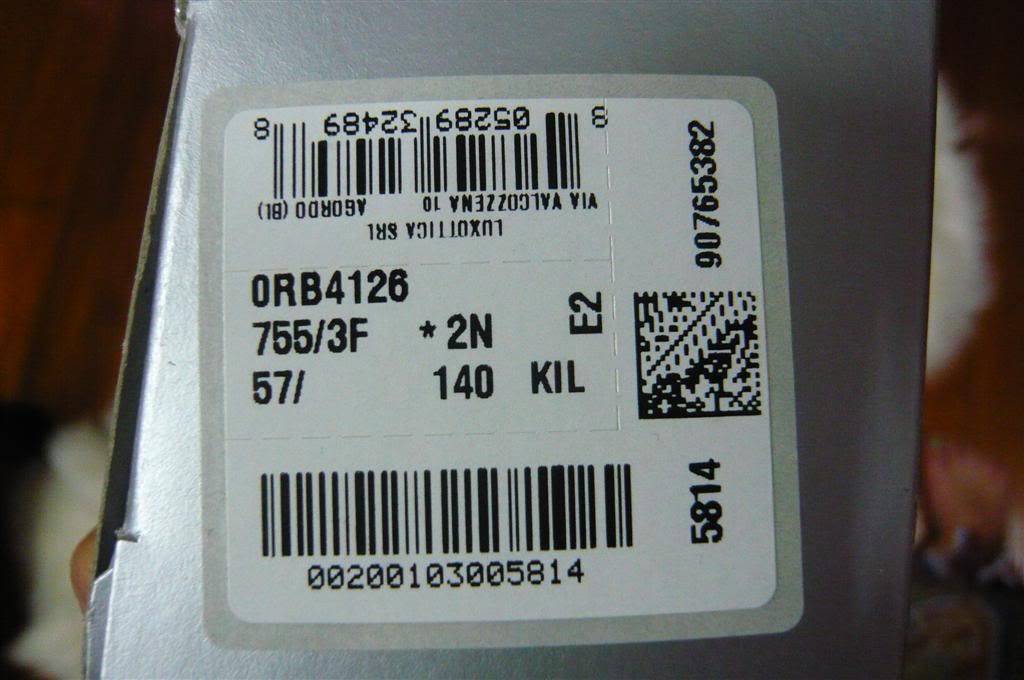 8 05289 32489 8
VIA VALCOZZENA 10 AGORDO (BL)
LUXOTTICA SRL
0RB4126
755/3F * 2N E2
57/ 140 KIL
90765382
5814
00200103005814